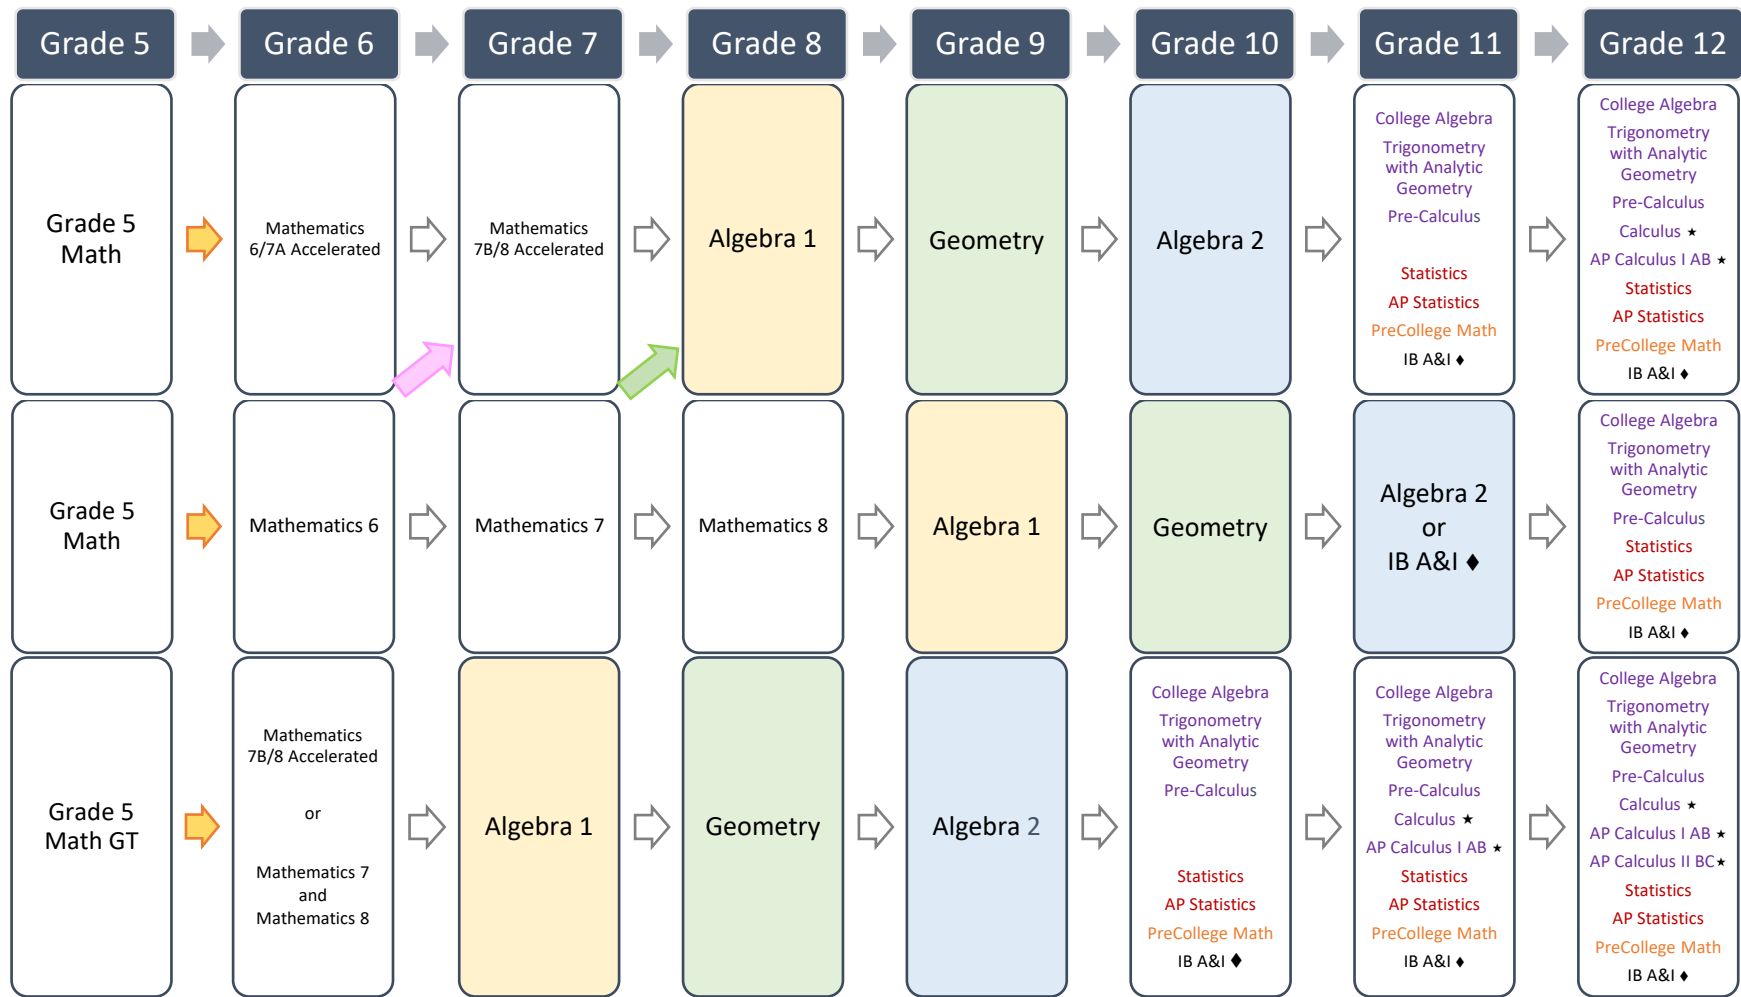 Grade 5
Grade 6
Grade 7
Grade 8
Grade 9
Grade 10
Grade 11
Grade 12
Grade 5
Math
Mathematics
6/7A Accelerated
Mathematics
7B/8 Accelerated
Algebra 1
Geometry
Algebra 2
College Algebra
Trigonometry
with Analytic
Geometry
Pre-Calculus
Statistics
AP Statistics
PreCollege Math
IB A&I ♦
College Algebra
Trigonometry
with Analytic
Geometry
Pre-Calculus
Calculus ★
AP Calculus I AB ★
Statistics
AP Statistics
PreCollege Math
IB A&I ♦
Grade 5
Math
Mathematics 6
Mathematics 7
Mathematics 8
Algebra 1
Geometry
Algebra 2
or
IB A&I ♦
College Algebra
Trigonometry
with Analytic
Geometry
Pre-Calculus
Statistics
AP Statistics
PreCollege Math
IB A&I ♦
Grade 5
Math GT
Mathematics
7B/8 Accelerated
or
Mathematics 7
and
Mathematics 8
Algebra 1
Geometry
Algebra 2
College Algebra
Trigonometry
with Analytic
Geometry
Pre-Calculus
Statistics
AP Statistics
PreCollege Math
IB A&I ♦
College Algebra
Trigonometry
with Analytic
Geometry
Pre-Calculus
Calculus ★
AP Calculus I AB ★
Statistics
AP Statistics
PreCollege Math
IB A&I ♦
College Algebra
Trigonometry
with Analytic
Geometry
Pre-Calculus
Calculus ★
AP Calculus I AB ★
AP Calculus II BC★
Statistics
AP Statistics
PreCollege Math
IB A&I ♦